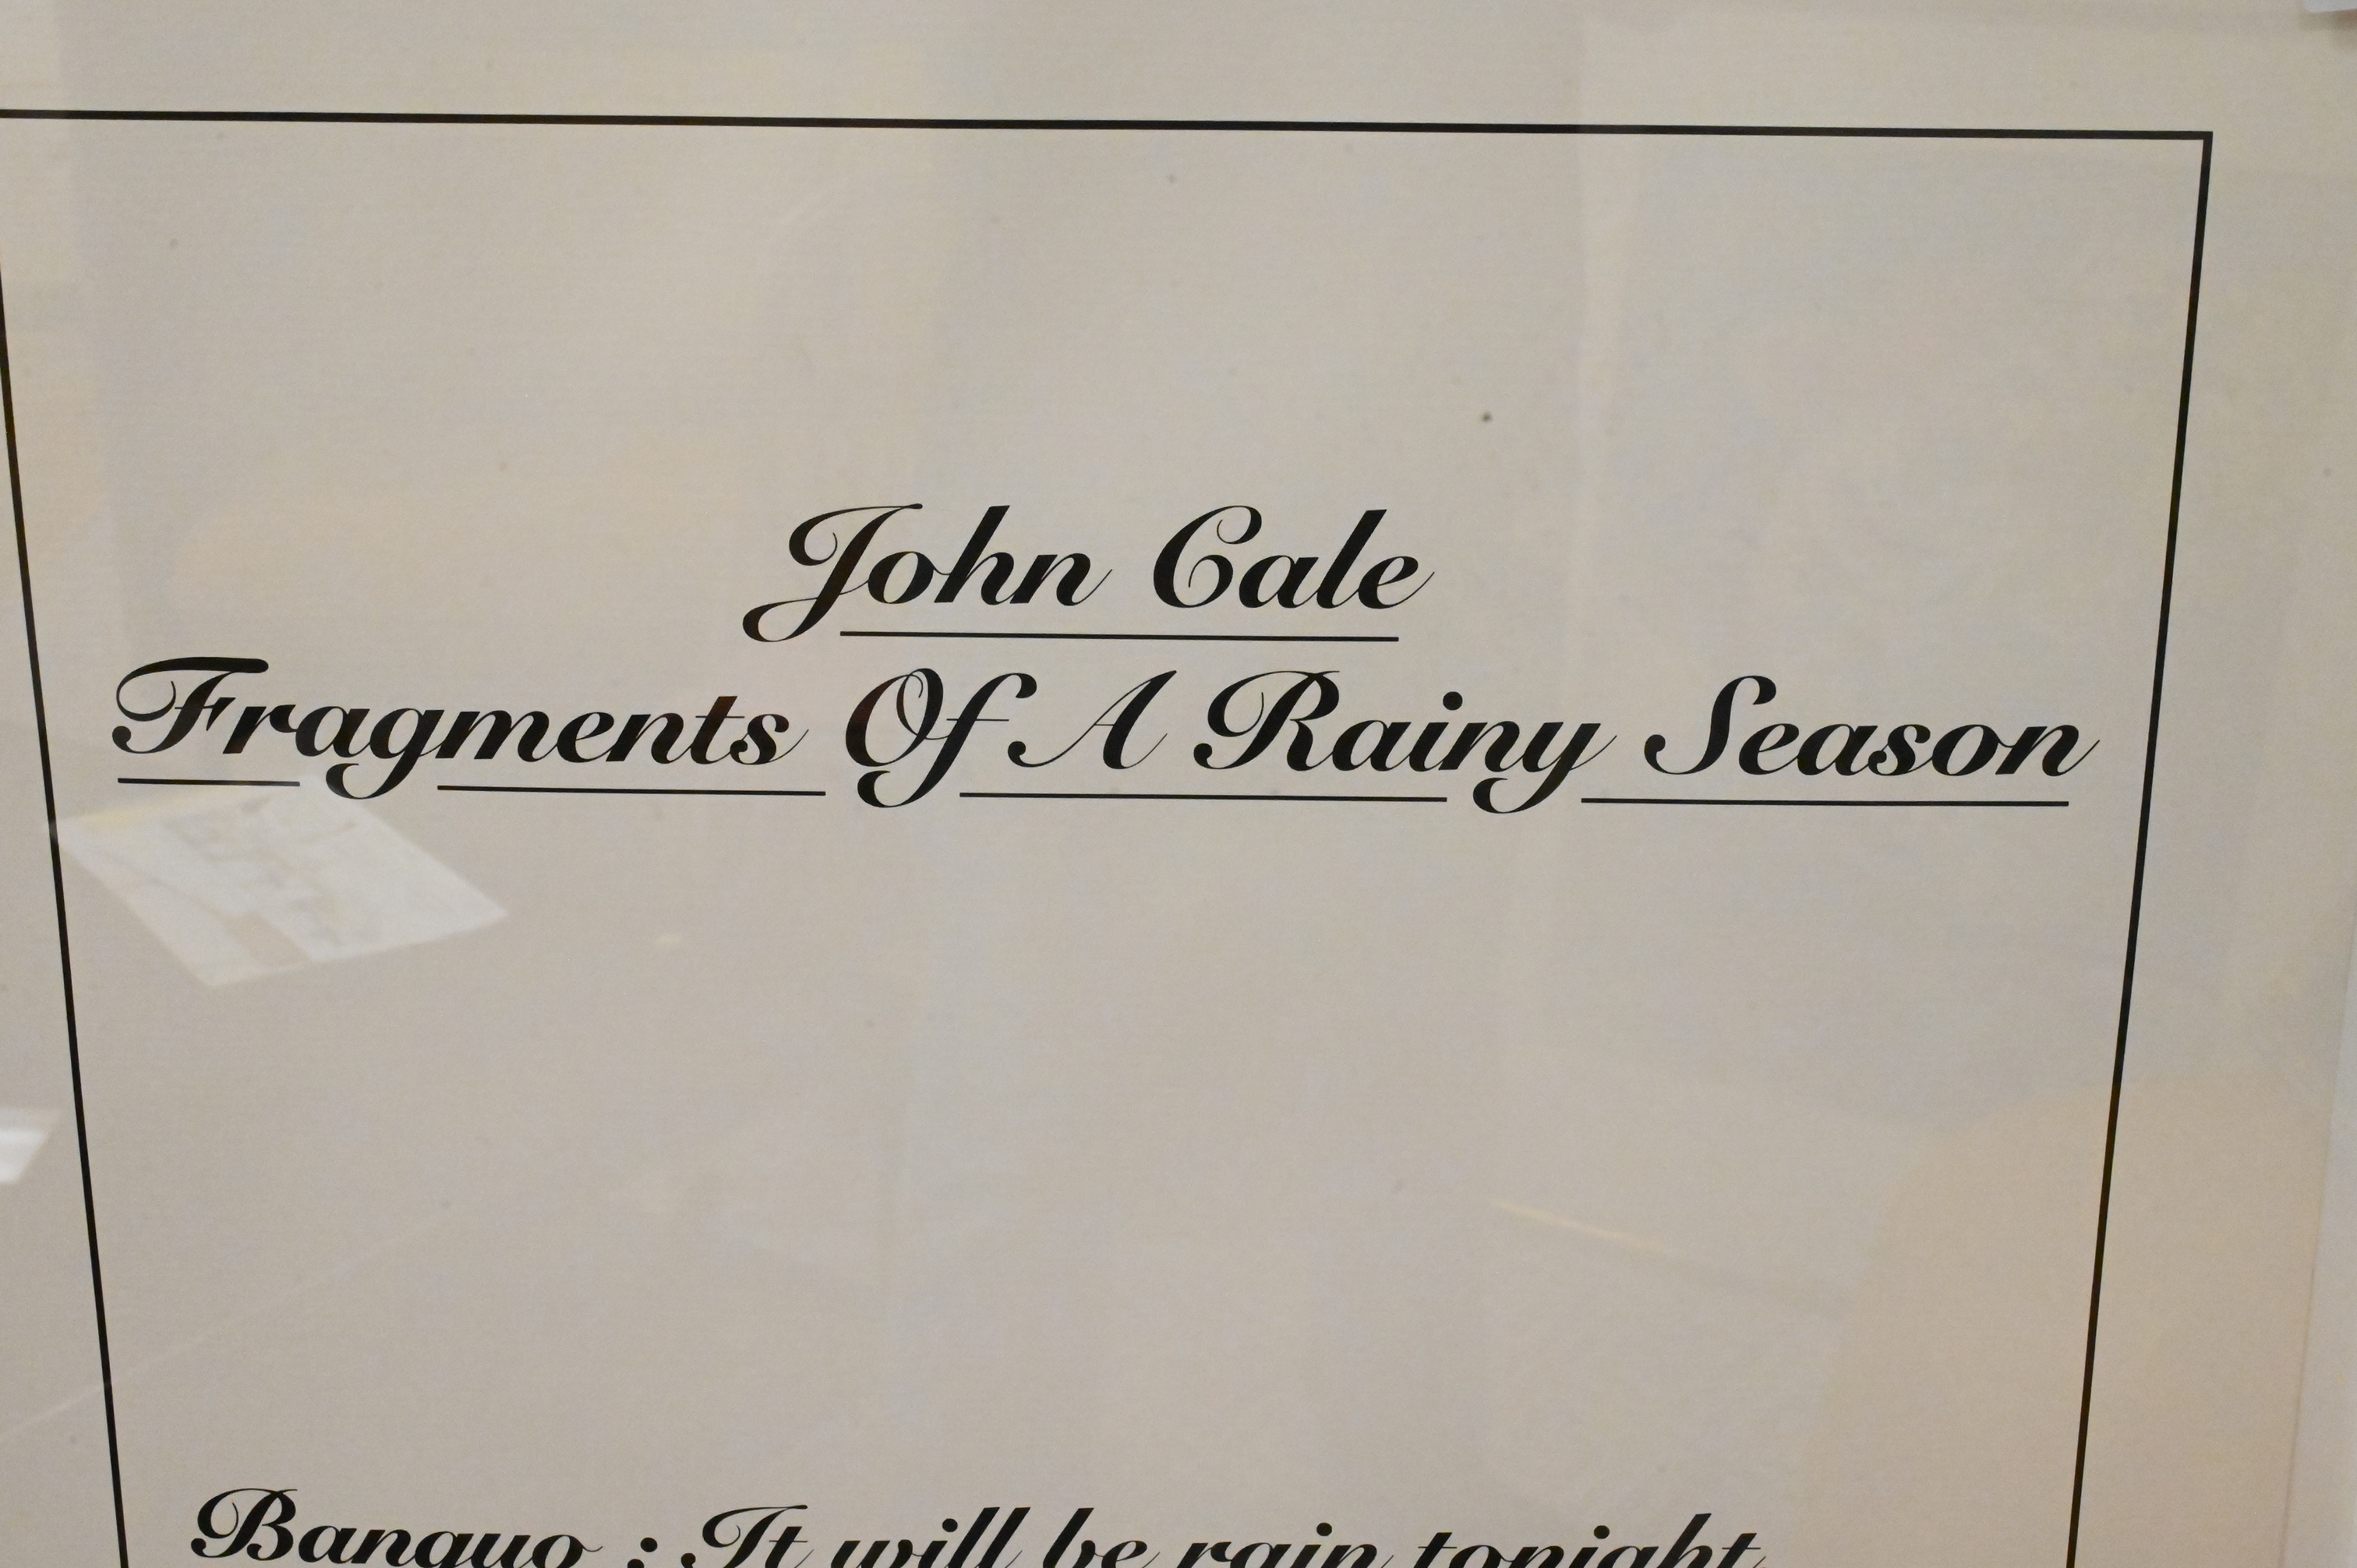 John Cale
Fragments Of A Rainy Season
Banquo : It will be rain tonight